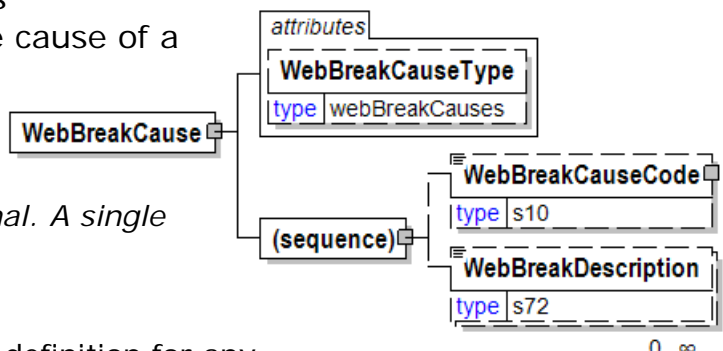 e cause of a
attributes
WebBreakCauseType
type webBreakCauses
WebBreakCause
nal. A single
(sequence)
WebBreakCauseCode
type s10
WebBreakDescription
type s72
definition for any
0 ∞